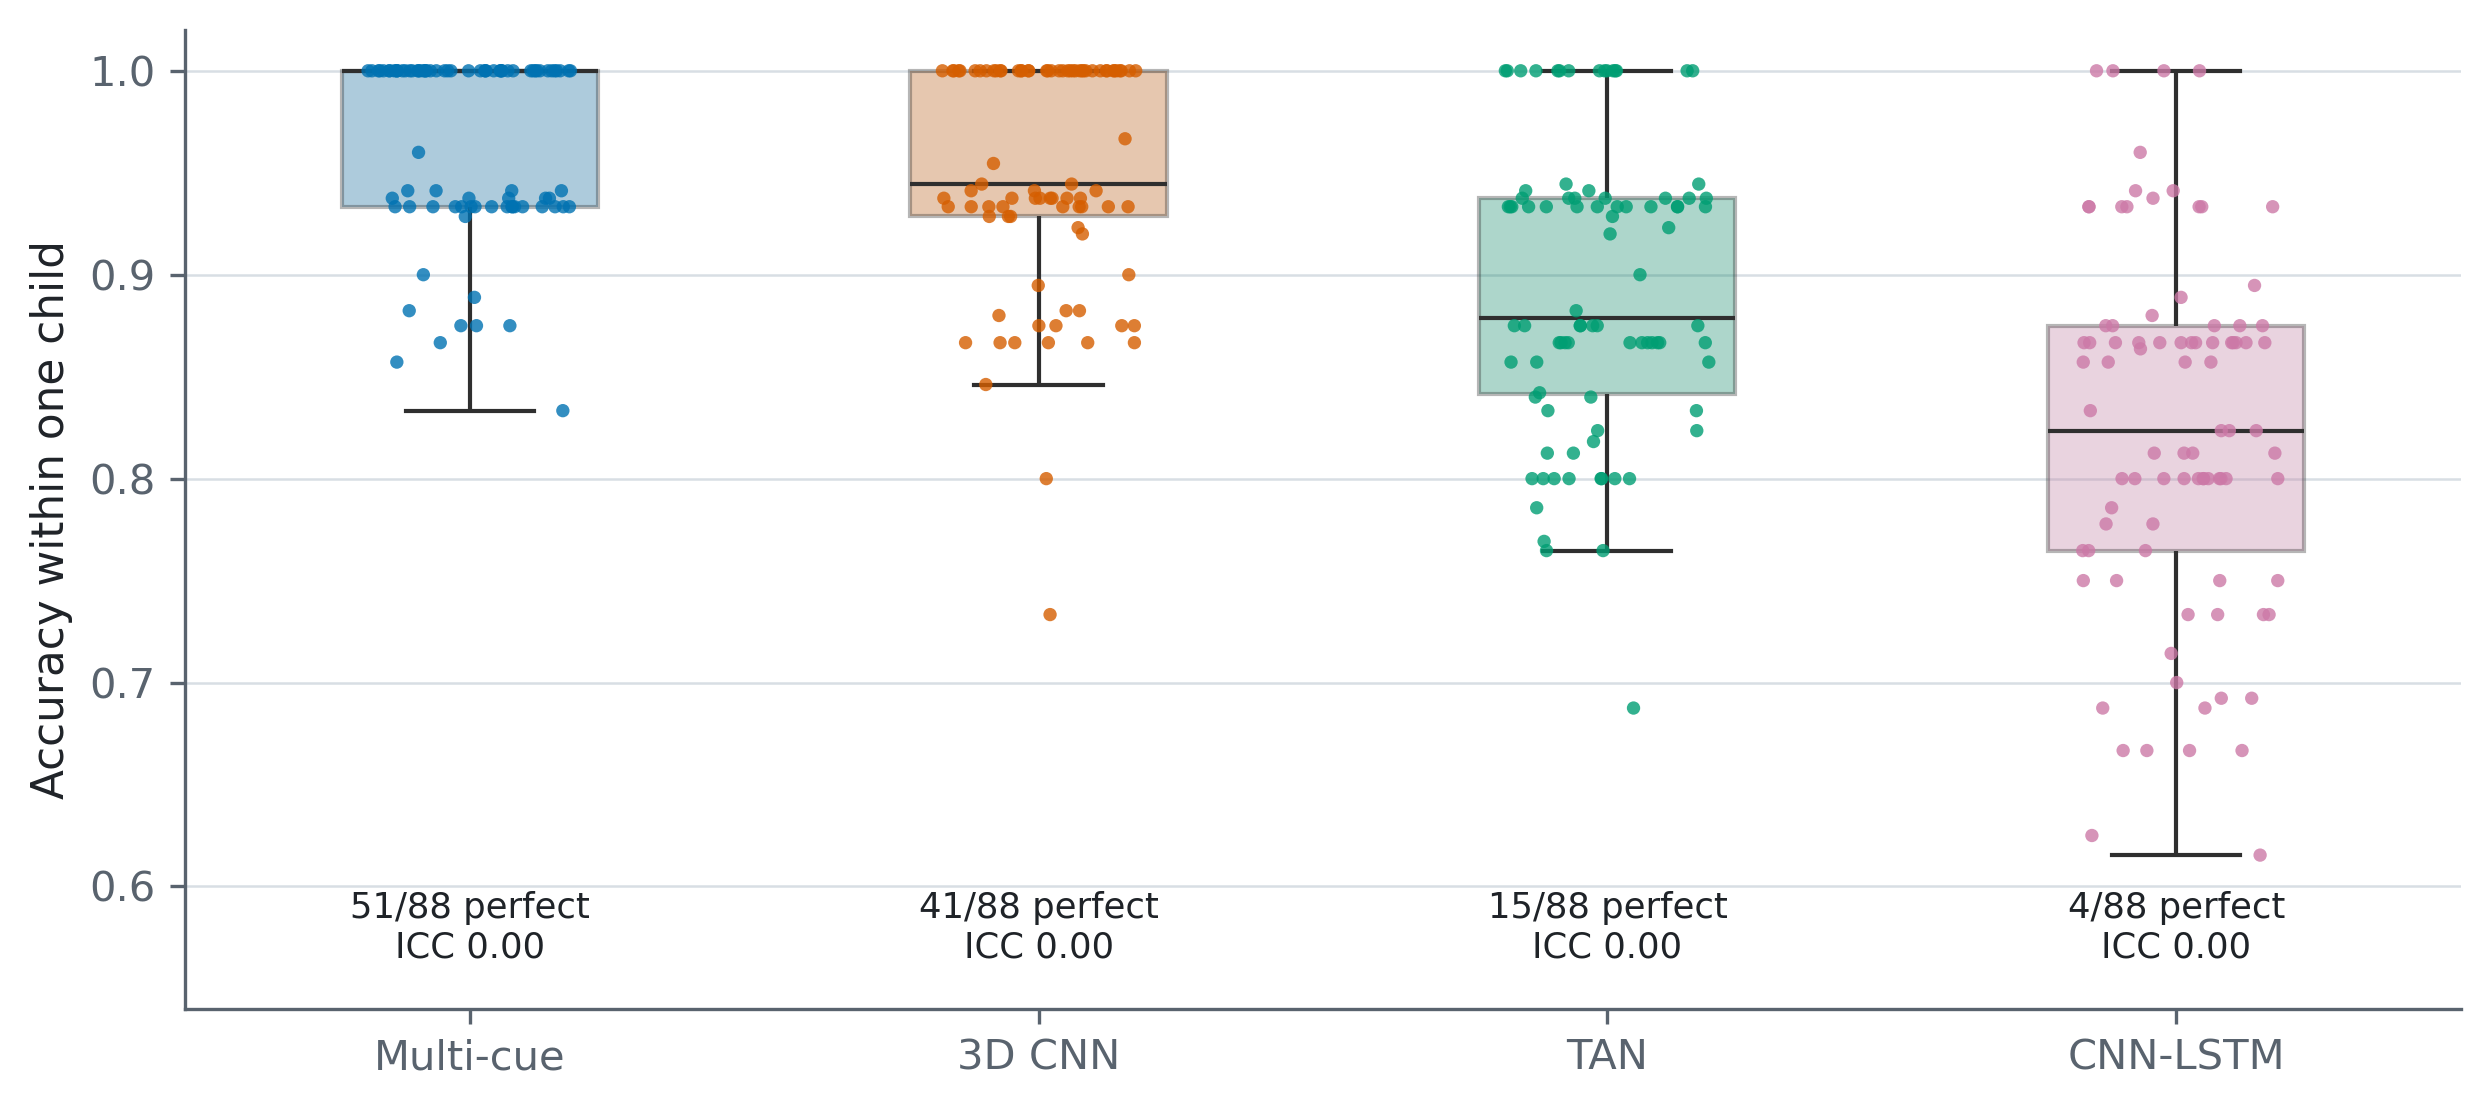 Accuracy within one child
1.0
0.9
0.8
0.7
0.6
51/88 perfect
ICC 0.00
41/88 perfect
ICC 0.00
15/88 perfect
ICC 0.00
4/88 perfect
ICC 0.00
Multi-cue
3D CNN
TAN
CNN-LSTM